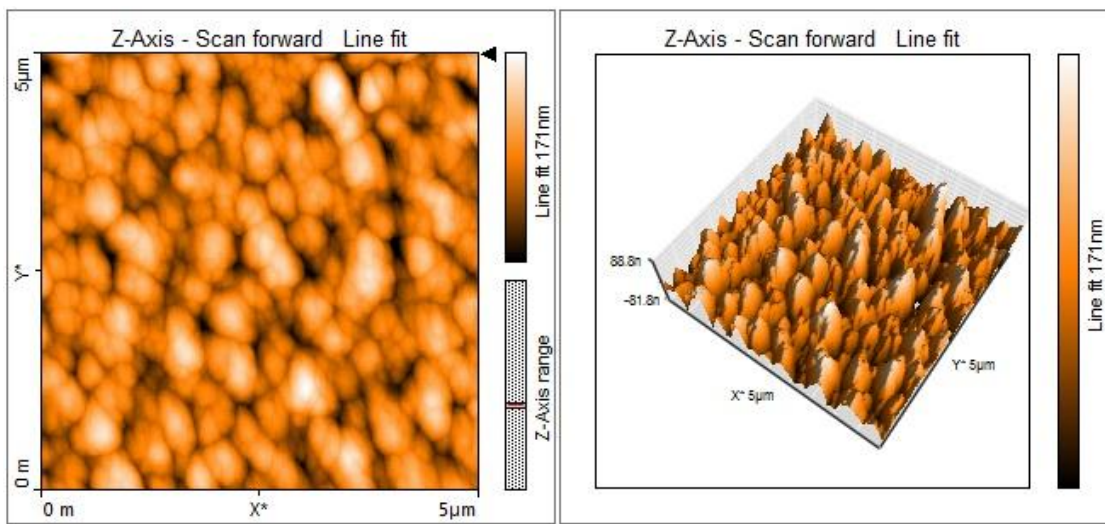 Z-Axis - Scan forward Line fit
5µm
Y*
0 m
0 m
X*
5µm
Line fit 171nm
Z-Axis range
Z-Axis - Scan forward Line fit
88.8n
-81.8n
X* 5µm
Y* 5µm
Line fit 171nm